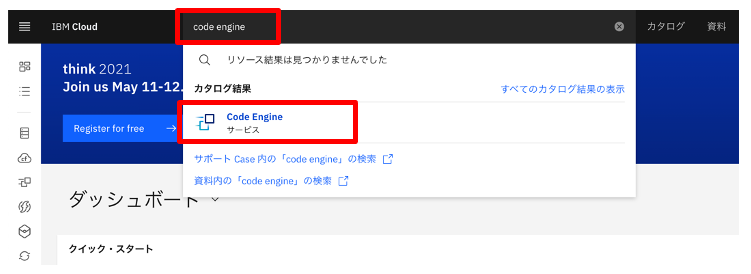 IBM Cloud
code engine
カタログ
資料
リソース結果は見つかりませんでした
think 2021
Join us May 11-12.
カタログ結果
すべてのカタログ結果の表示
Code Engine
サービス
Register for free
サポート Case 内の「code engine」の検索
資料内の「code engine」の検索
ダッシュボード
クイック・スタート